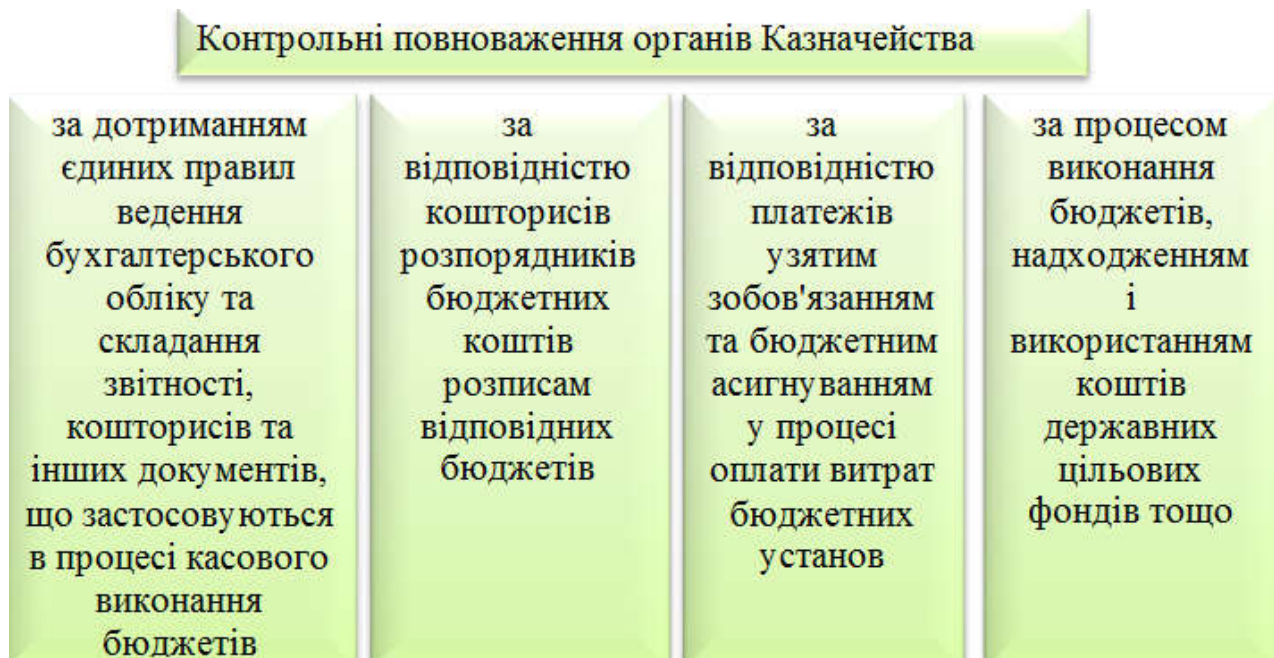 Контрольні повноваження органів Казначейства
за дотриманням
єдиних правил
ведення
бухгалтерського
обліку та
складання
звітності,
кошторисів та
інших документів,
що застосовуються
в процесі касового
виконання
бюджетів
за
відповідністю
кошторисів
розпорядників
бюджетних
коштів
розписам
відповідних
бюджетів
за
відповідністю
платежів
узятим
зобов'язанням
та бюджетним
асигнуванням
у процесі
оплати витрат
бюджетних
установ
за процесом
виконання
бюджетів,
надходженням
і
використанням
коштів
державних
цільових
фондів тощо